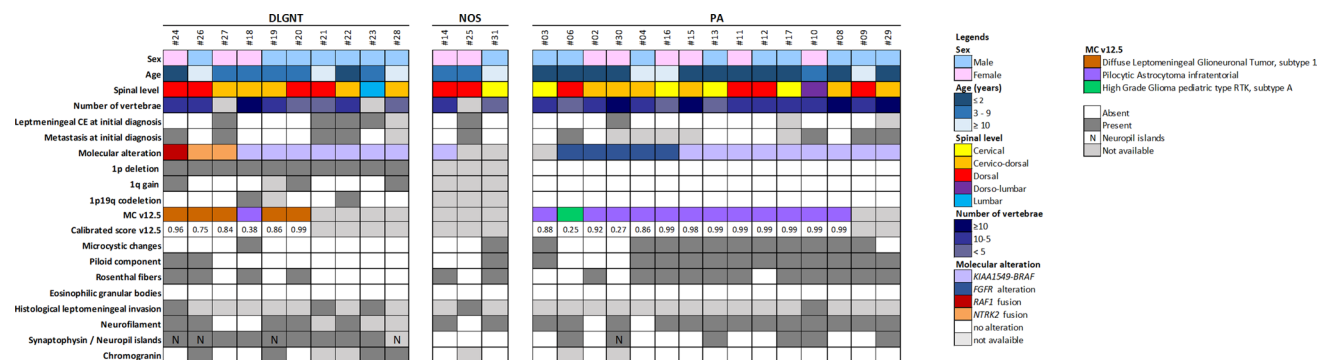 DLGNT NOS PA
#24 #26 #27 #18 #19 #20 #21 #22 #23 #28 #14 #25 #31 #03 #06 #02 #30 #04 #16 #15 #13 #11 #12 #17 #10 #08 #09 #29
Sex
Age
Spinal level
Number of vertebrae
Leptomeningeal CE at initial diagnosis
Metastasis at initial diagnosis
Molecular alteration
1p deletion
1q gain
1p19q codeletion
MC v12.5
Calibrated score v12.5 0.96 0.75 0.84 0.38 0.86 0.99 0.88 0.25 0.92 0.27 0.86 0.99 0.98 0.99 0.99 0.99 0.99 0.99 0.99
Microcystic changes
Piloid component
Rosenthal fibers
Eosinophilic granular bodies
Histological leptomeningeal invasion
Neurofilament
Synaptophysin / Neuropil islands N N N N N
Chromogranin
Legends
Sex
Male
Female
Age (years)
≤ 2
3 - 9
≥ 10
Spinal level
Cervical
Cervico-dorsal
Dorsal
Dorso-lumbar
Lumbar
Number of vertebrae
≥10
10-5
< 5
Molecular alteration
KIAA1549-BRAF
FGFR alteration
RAF1 fusion
NTRK2 fusion
no alteration
not avalaible
MC v12.5
Diffuse Leptomeningeal Glioneuronal Tumor, subtype 1
Pilocytic Astrocytoma infratentorial
High Grade Glioma pediatric type RTK, subtype A
Absent
Present
N Neuropil islands
Not available